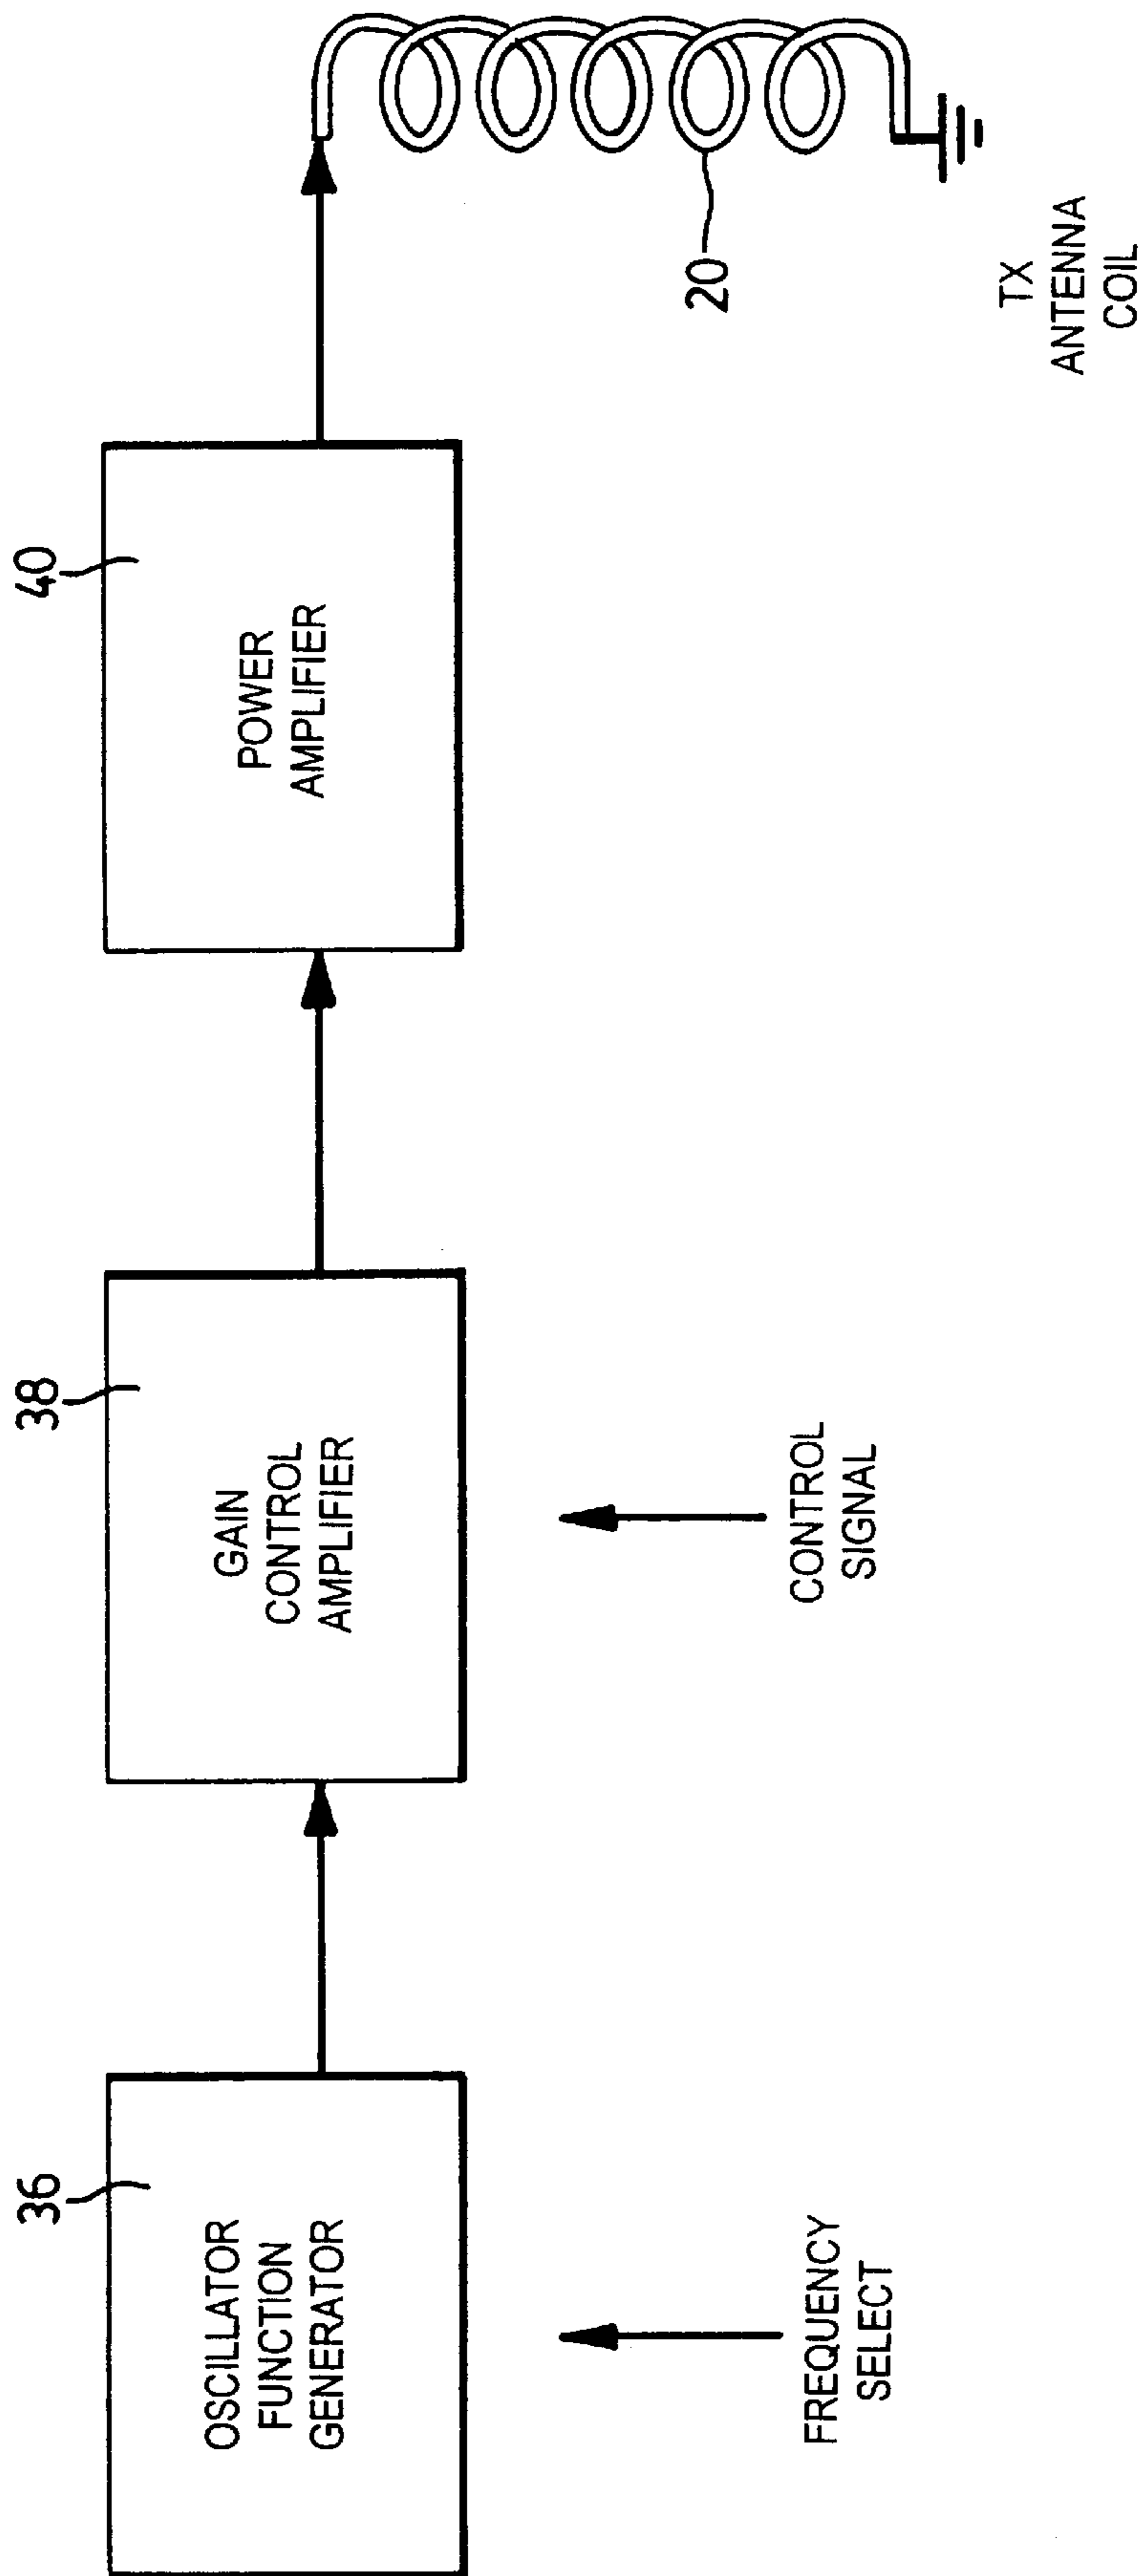 36
OSCILLATOR
FUNCTION
GENERATOR
FREQUENCY
SELECT
38
GAIN
CONTROL
AMPLIFIER
CONTROL
SIGNAL
40
POWER
AMPLIFIER
20
TX
ANTENNA
COIL